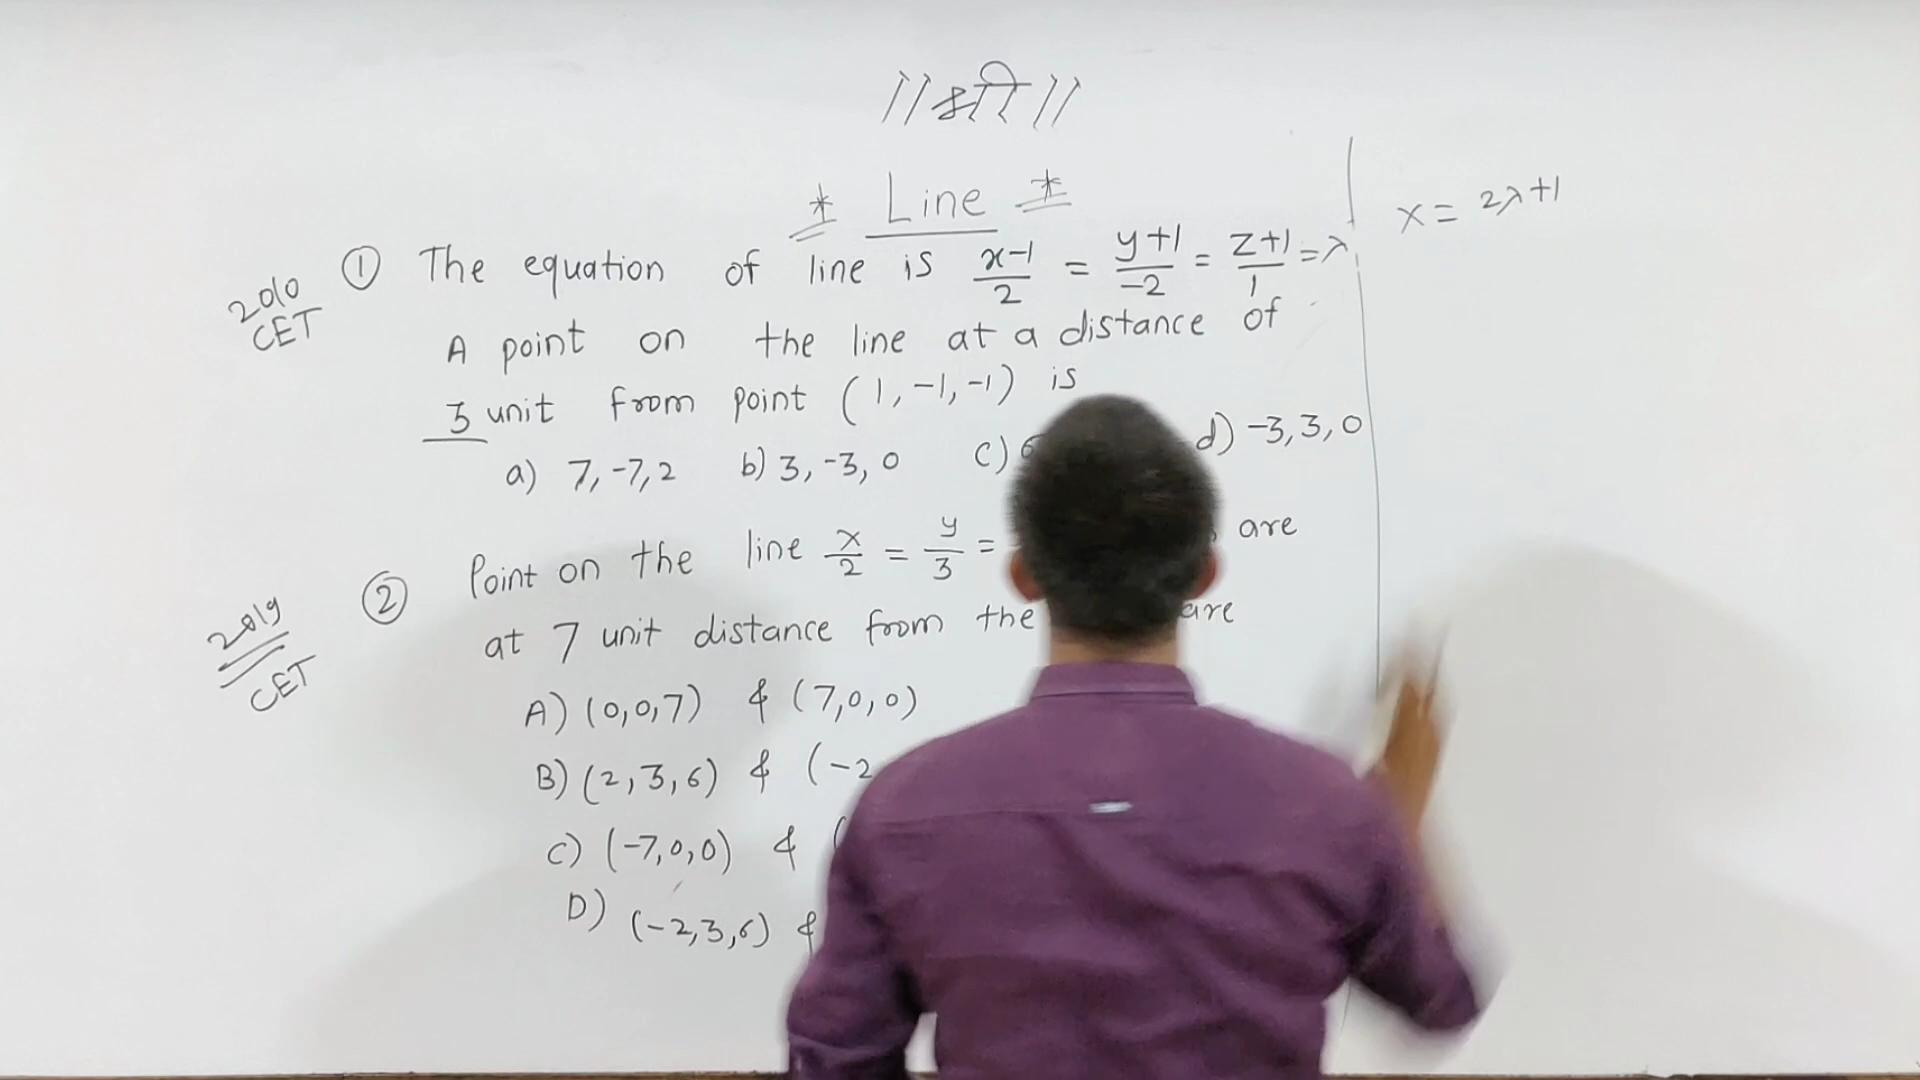 ||श्री||
* Line *
2010 CET ① The equation of line is x-1/2 = y+1/-2 = z+1/1 = λ
A point on the line at a distance of
3 unit from point (1, -1, -1) is
a) 7, -7, 2 b) 3, -3, 0 c) 6 d) -3, 3, 0
2019 CET ② Point on the line x/2 = y/3 = are
at 7 unit distance from the are
A) (0,0,7) & (7,0,0)
B) (2,3,6) & (-2
C) (-7,0,0) & (
D) (-2,3,6) &
x = 2λ+1